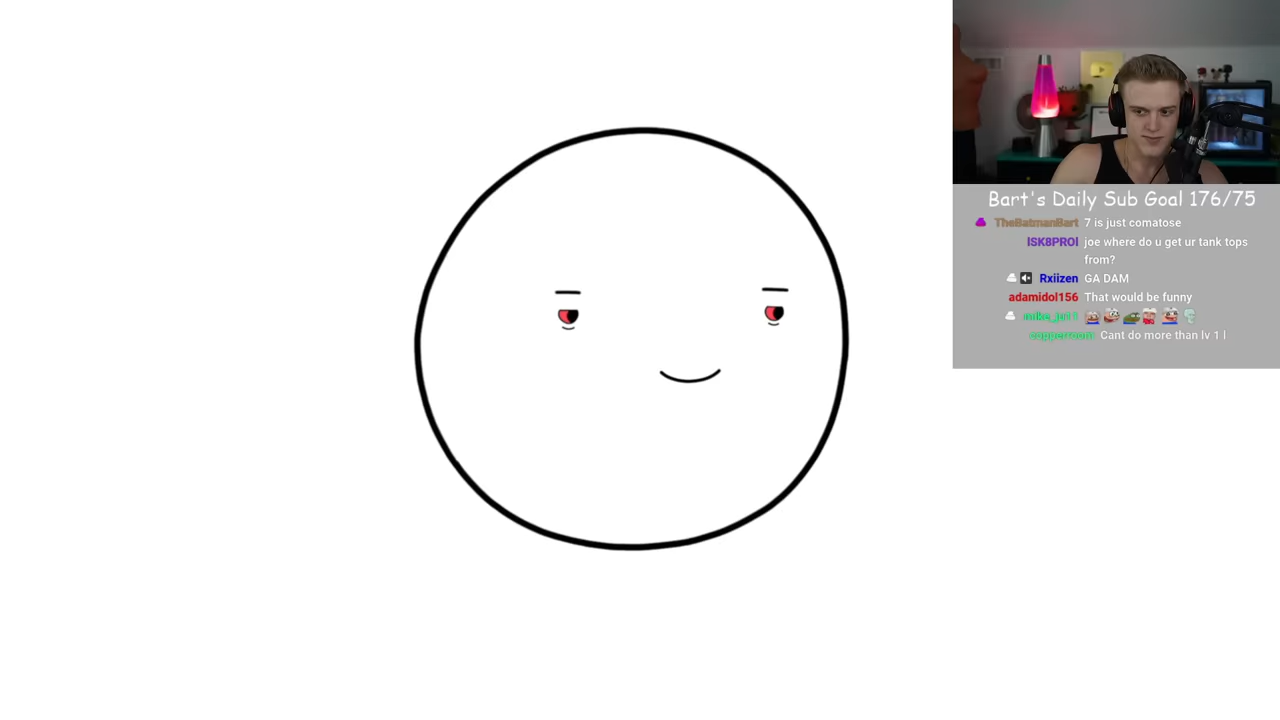 Bart's Daily Sub Goal 176/75
TheBatmanBart 7 is just comatose
ISK8PROI joe where do u get ur tank tops
from?
Rxiizen GA DAM
adamidol156 That would be funny
mike_jr11
Cant do more than lv 1 l